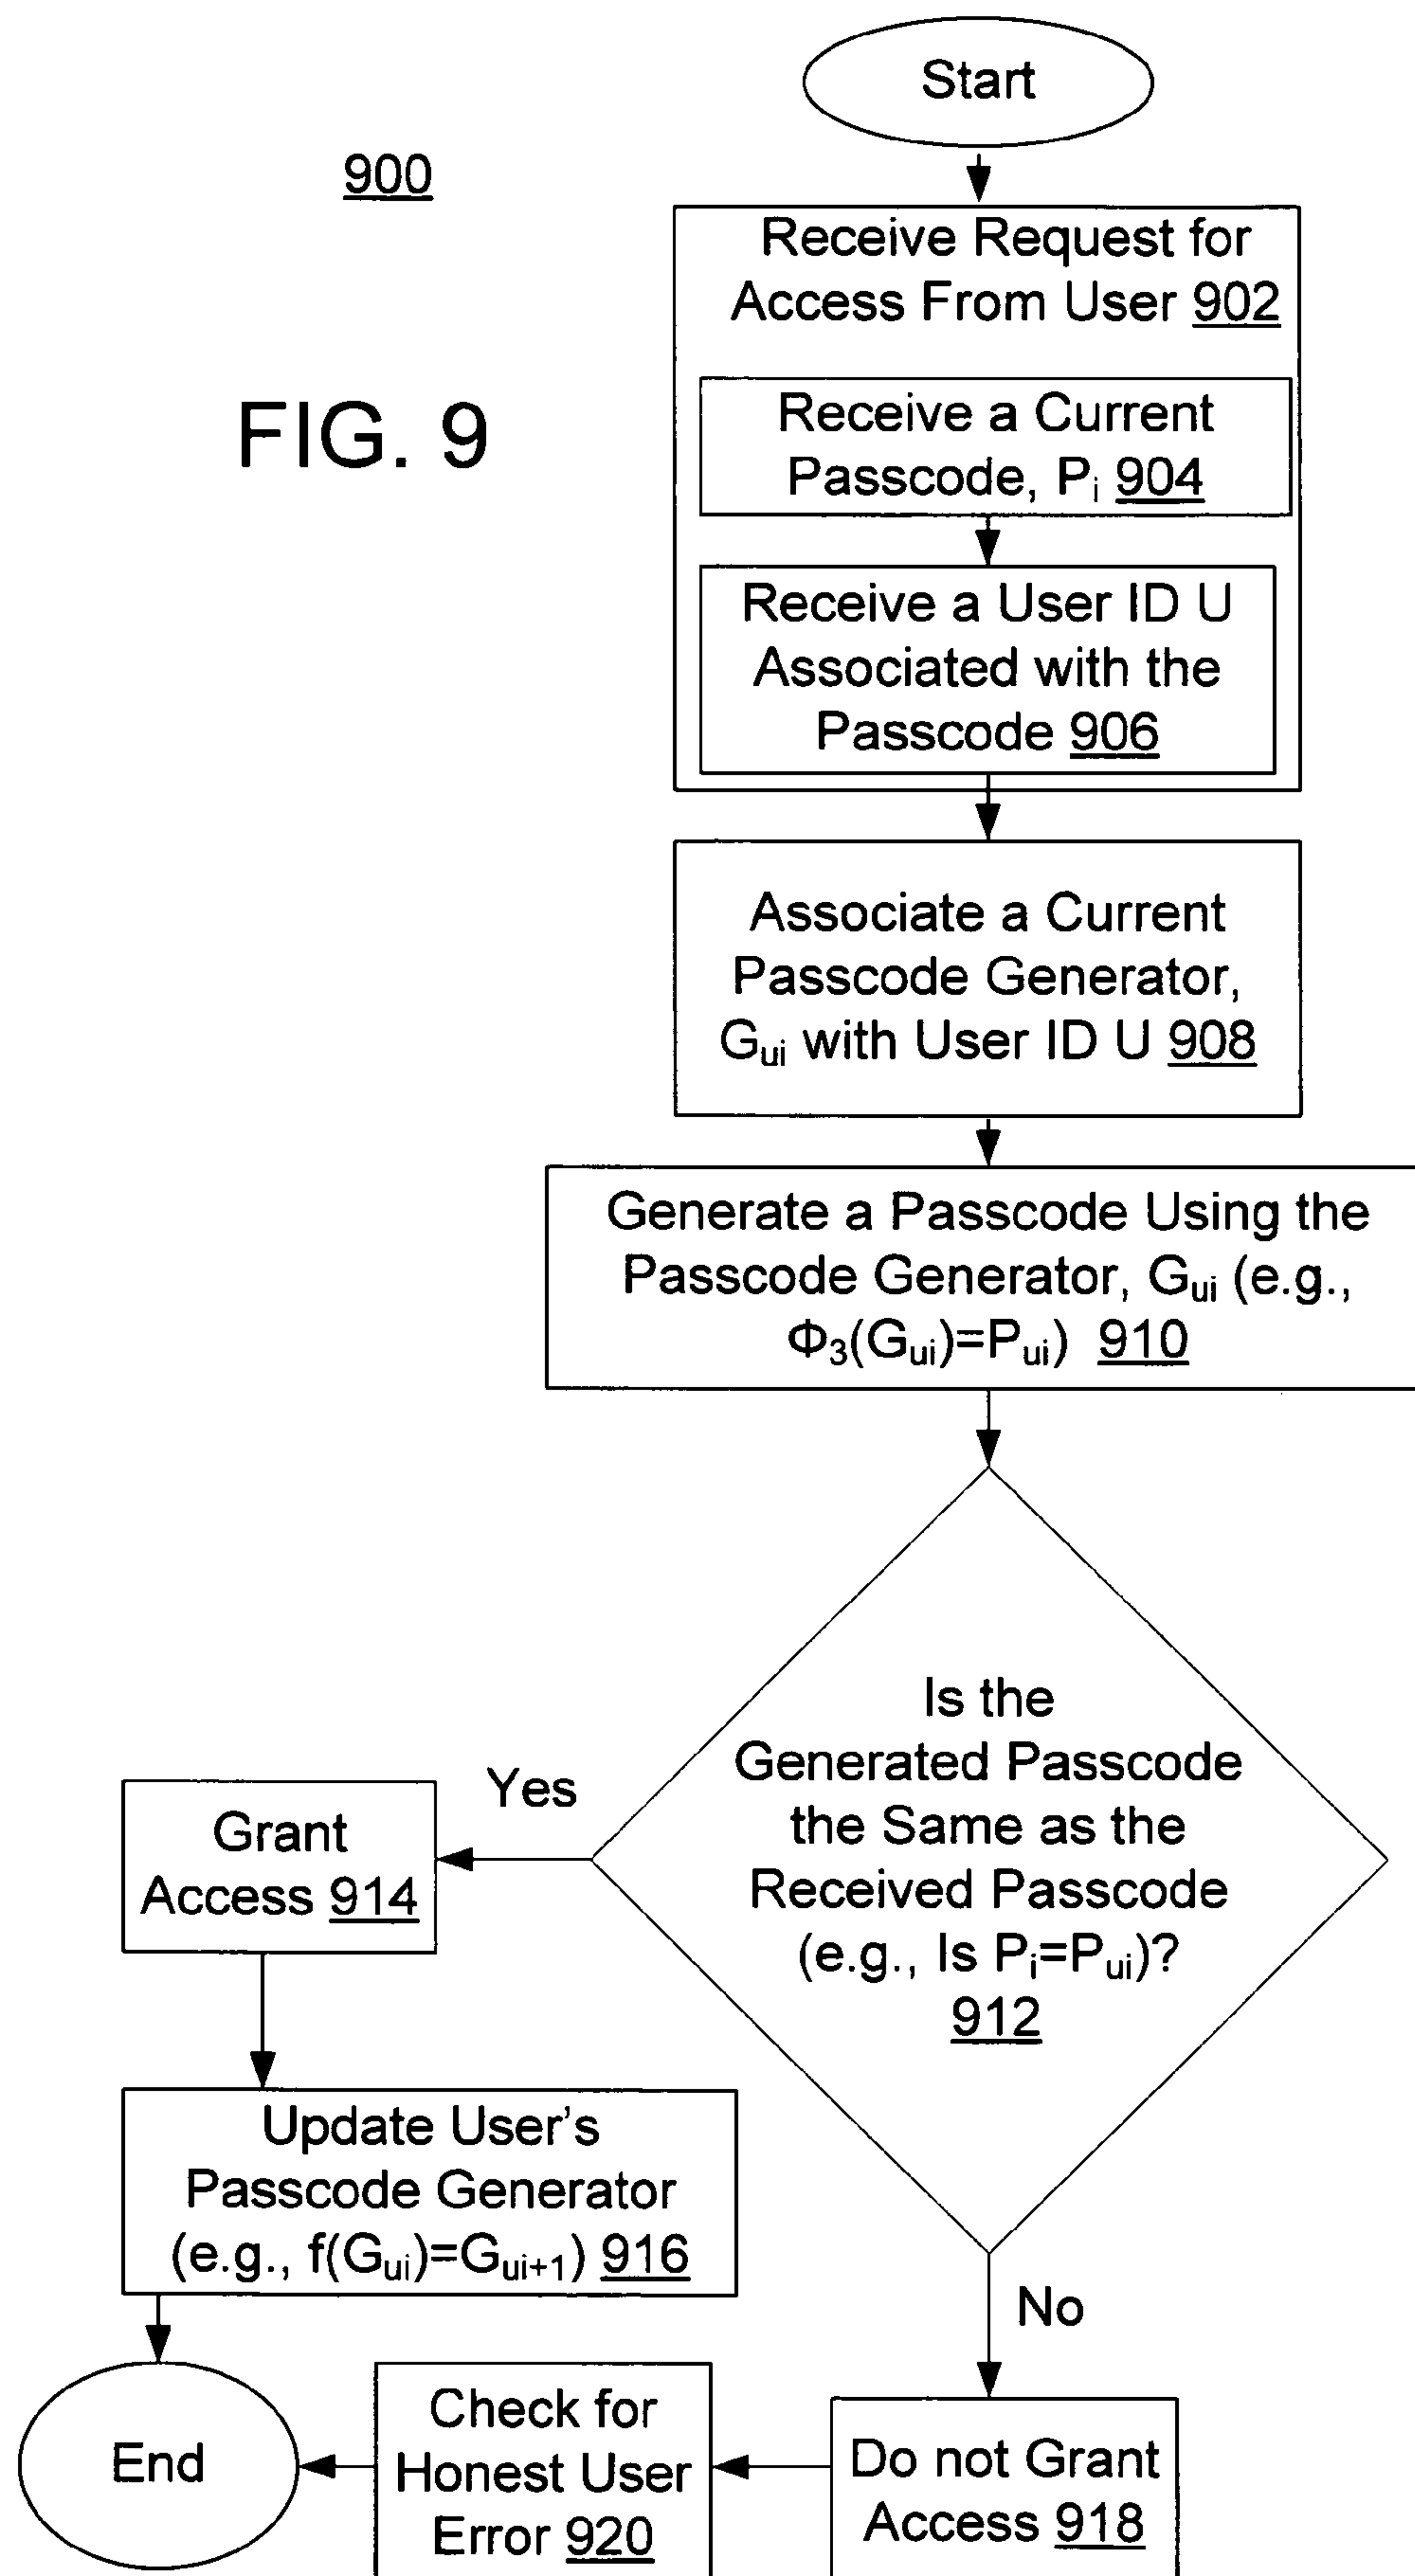 Start
900
FIG. 9
Receive Request for
Access From User 902
Receive a Current
Passcode, Pᵢ 904
Receive a User ID U
Associated with the
Passcode 906
Associate a Current
Passcode Generator,
Gᵤᵢ with User ID U 908
Generate a Passcode Using the
Passcode Generator, Gᵤᵢ (e.g.,
Φ₃(Gᵤᵢ)=Pᵤᵢ) 910
Is the
Generated Passcode
the Same as the
Received Passcode
(e.g., Is Pᵢ=Pᵤᵢ)?
912
Yes
Grant
Access 914
Update User's
Passcode Generator
(e.g., f(Gᵤᵢ)=Gᵤᵢ₊₁) 916
No
Do not Grant
Access 918
Check for
Honest User
Error 920
End